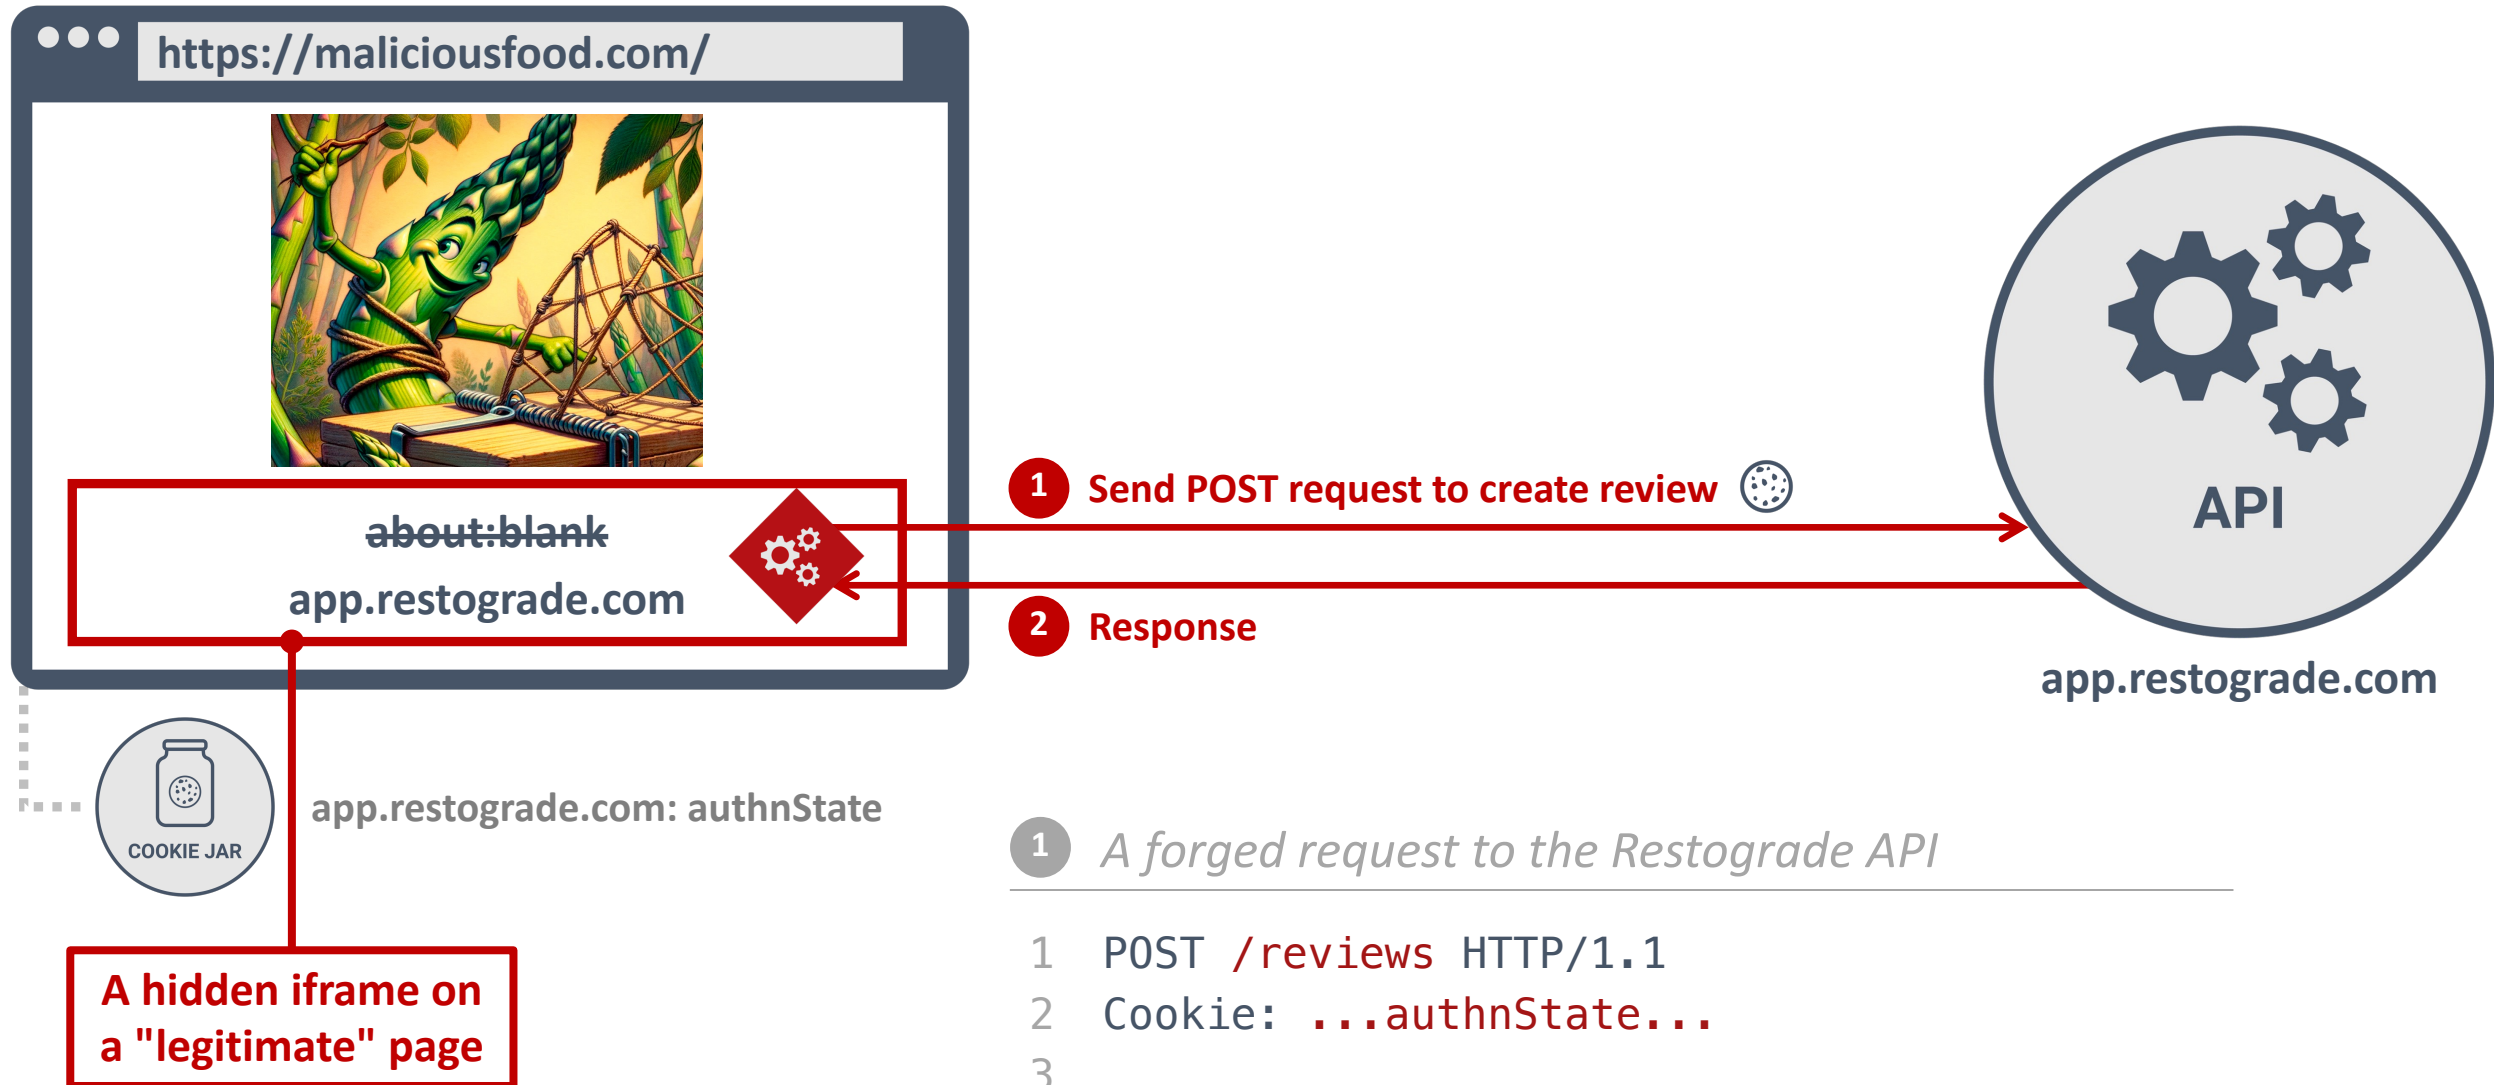 https://maliciousfood.com/
about:blank
app.restograde.com
1 Send POST request to create review
2 Response
API
app.restograde.com
COOKIE JAR
app.restograde.com: authnState
A hidden iframe on
a "legitimate" page
1 A forged request to the Restograde API
1 POST /reviews HTTP/1.1
2 Cookie: ...authnState...
3